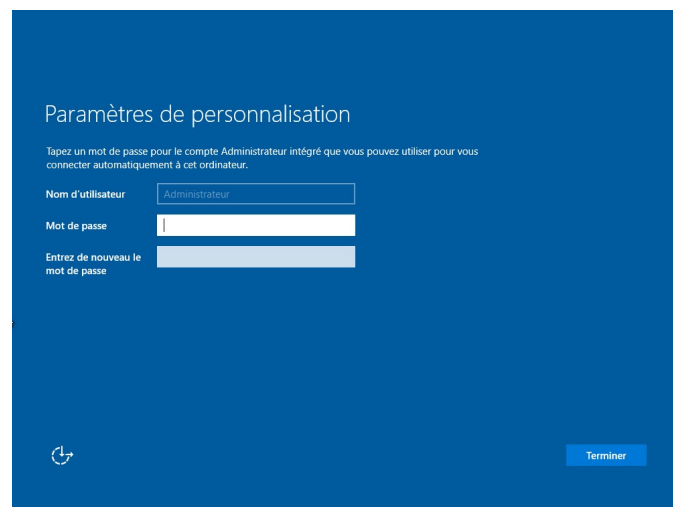 Paramètres de personnalisation
Tapez un mot de passe pour le compte Administrateur intégré que vous pouvez utiliser pour vous
connecter automatiquement à cet ordinateur.
Nom d'utilisateur Administrateur
Mot de passe
Entrez de nouveau le
mot de passe
Terminer